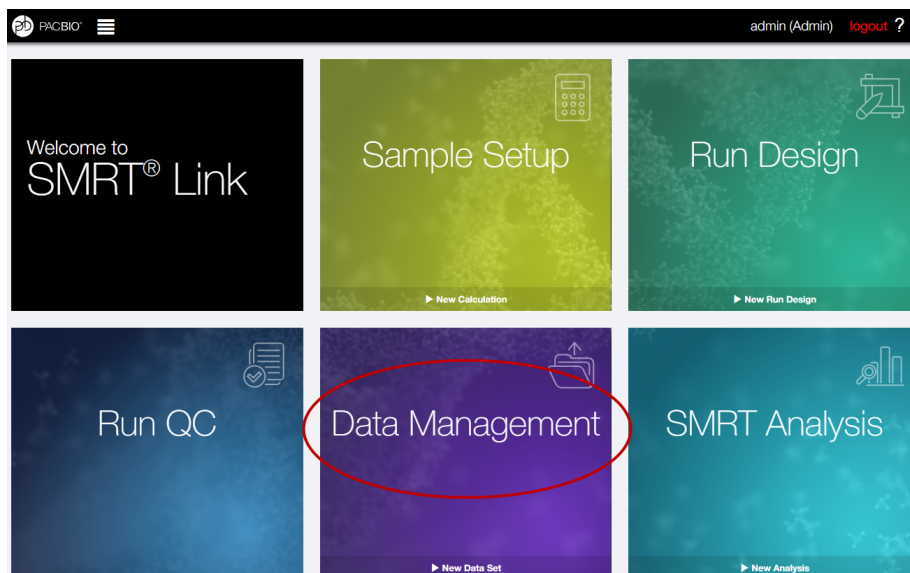 PACBIO®
admin (Admin) logout ?
Welcome to
SMRT® Link
Sample Setup
▶ New Calculation
Run Design
▶ New Run Design
Run QC
Data Management
▶ New Data Set
SMRT Analysis
▶ New Analysis